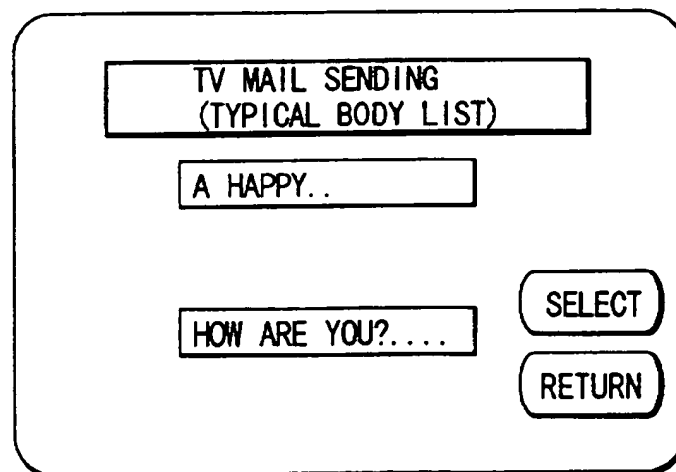 TV MAIL SENDING
(TYPICAL BODY LIST)
A HAPPY..
SELECT
HOW ARE YOU?....
RETURN